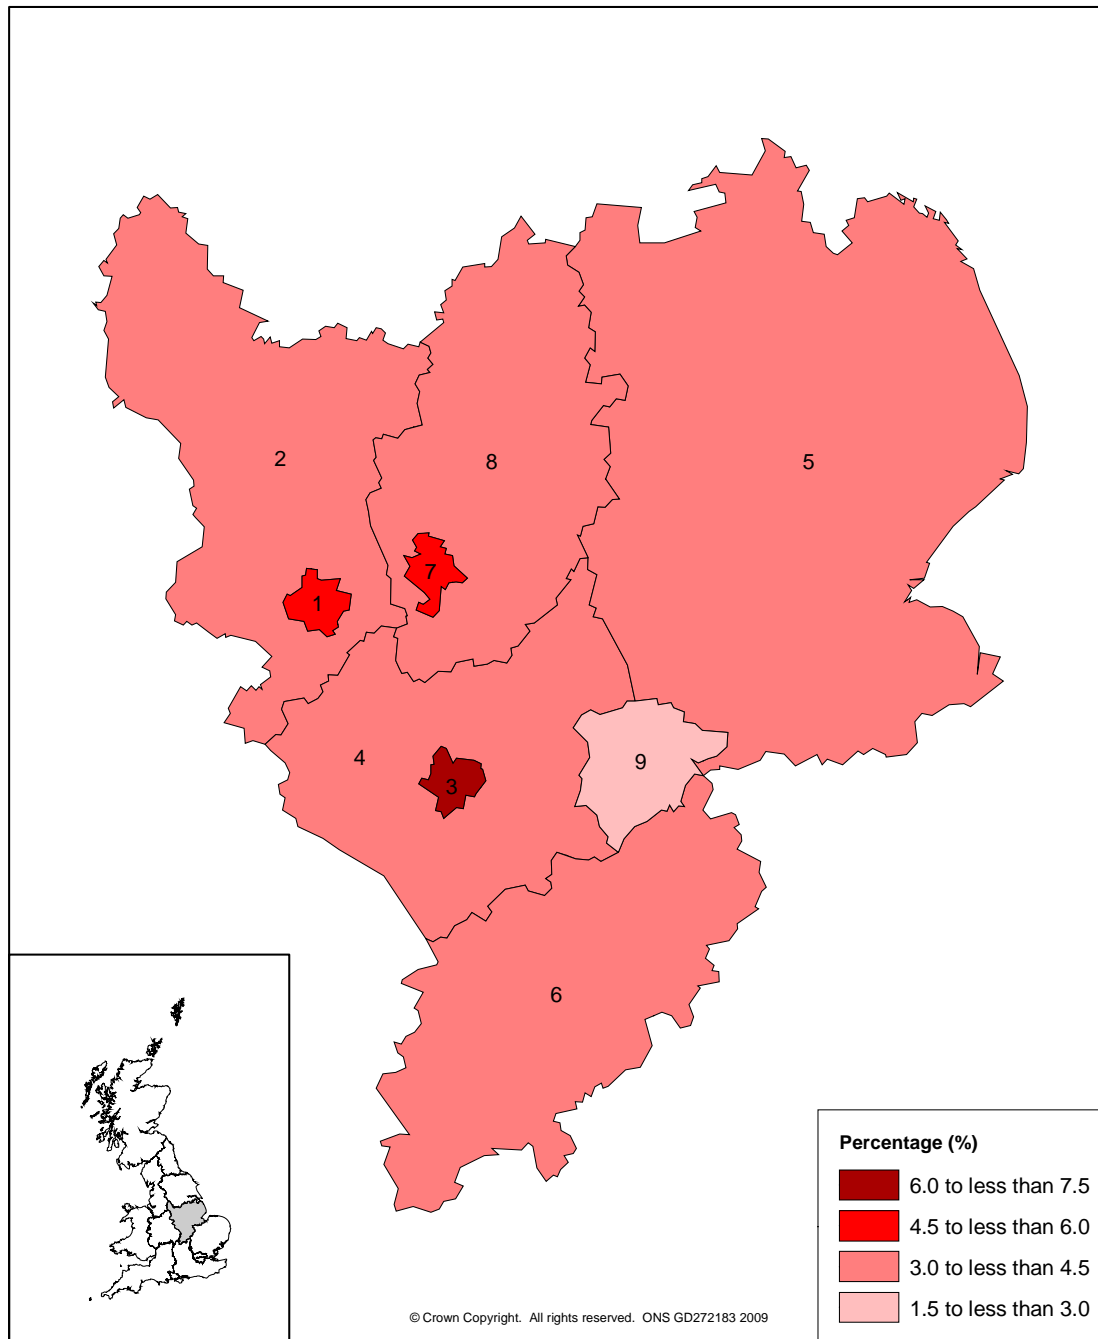 2
8
5
7
1
4
9
3
6
Percentage (%)
6.0 to less than 7.5
4.5 to less than 6.0
3.0 to less than 4.5
1.5 to less than 3.0
© Crown Copyright. All rights reserved. ONS GD272183 2009